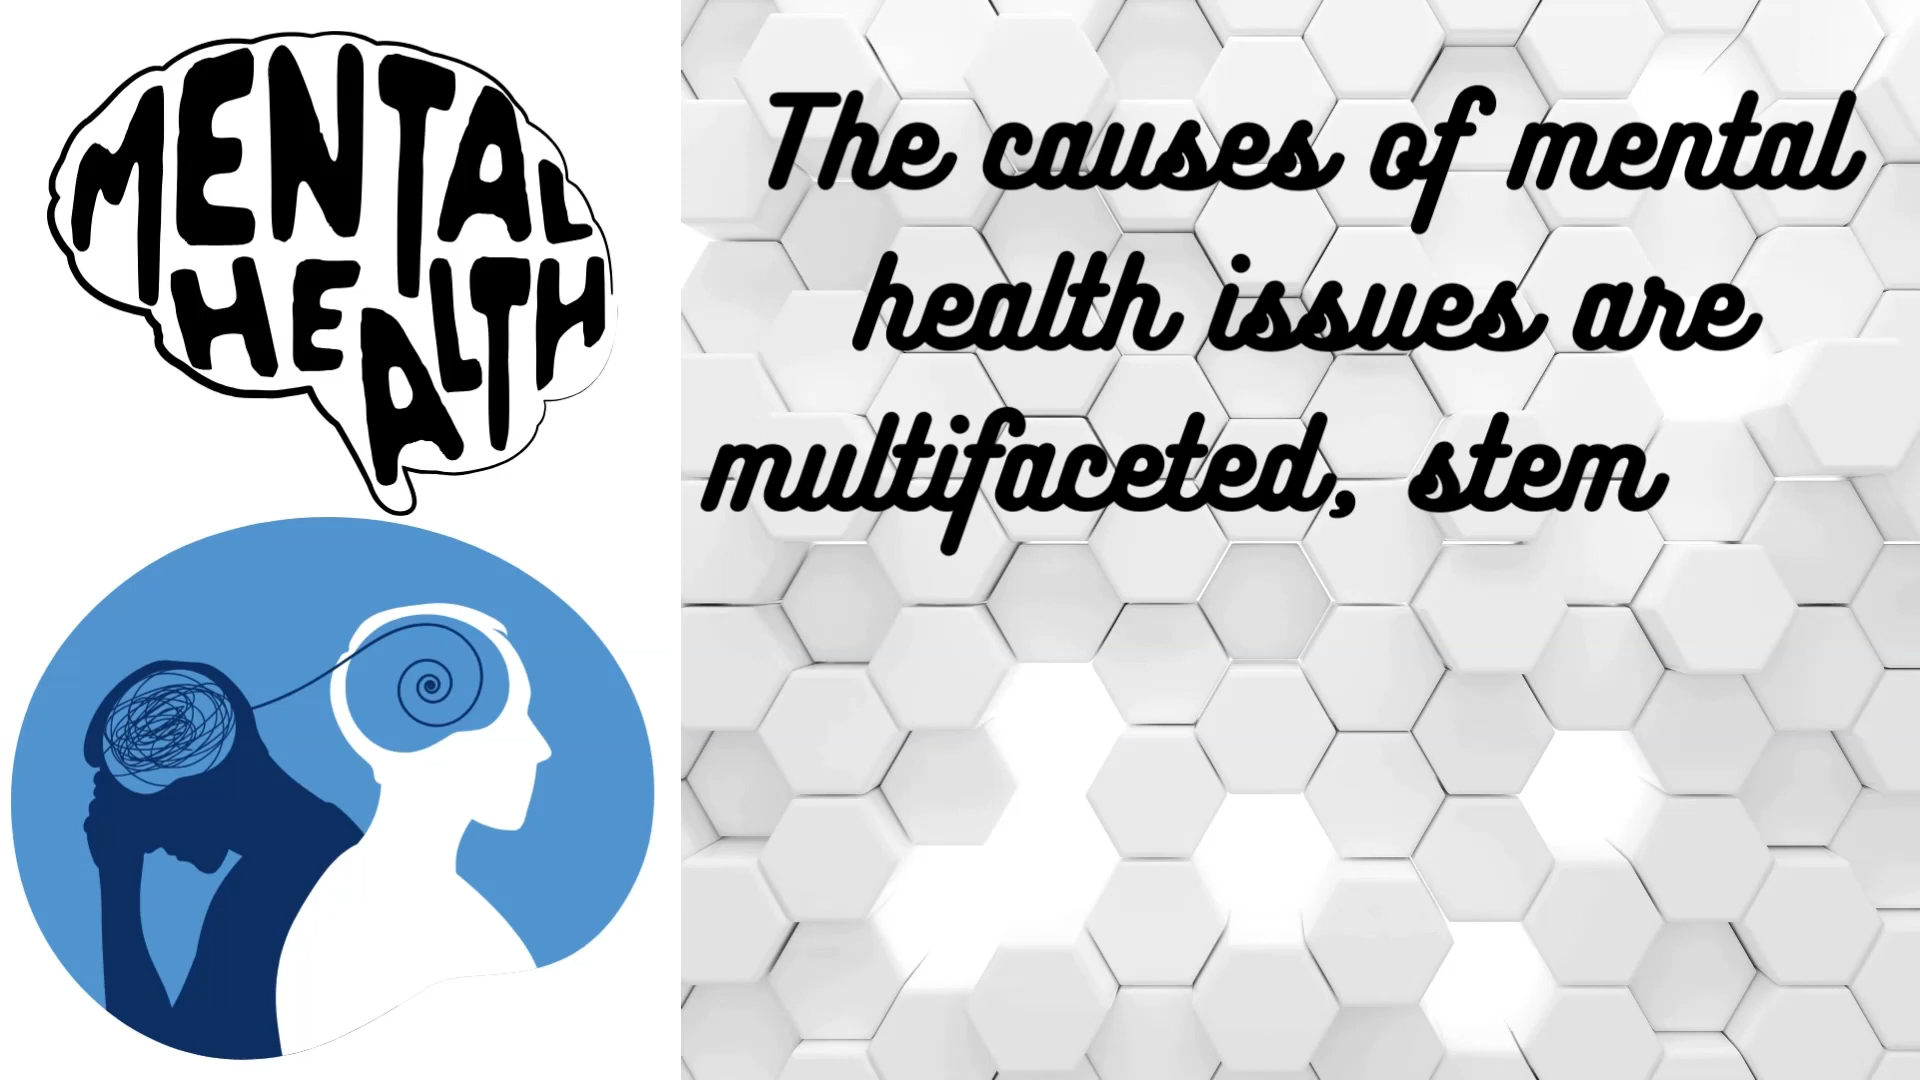 MENTAL
HEALTH
The causes of mental
health issues are
multifaceted, stem